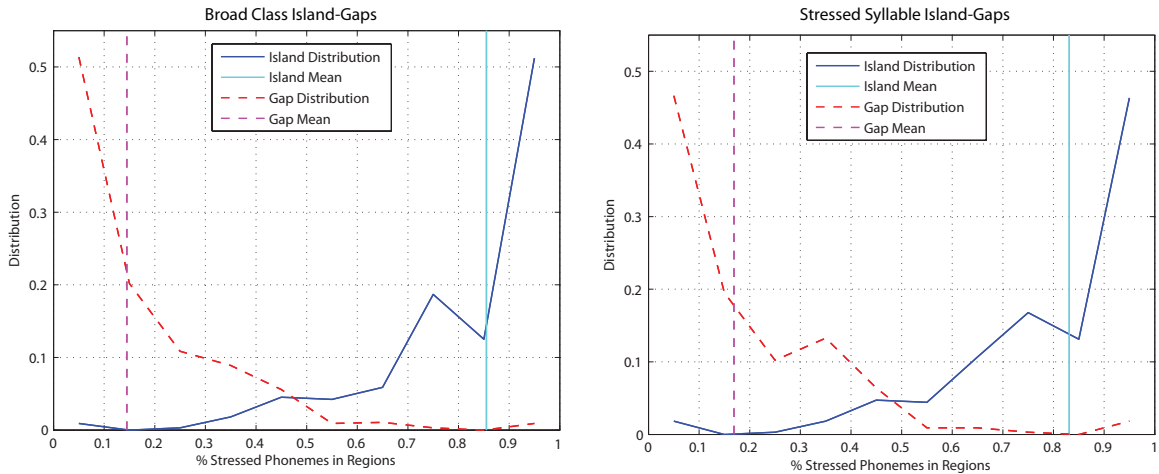 Broad Class Island-Gaps
Island Distribution
Island Mean
Gap Distribution
Gap Mean
0.5
0.4
0.3
0.2
0.1
0
Distribution
0 0.1 0.2 0.3 0.4 0.5 0.6 0.7 0.8 0.9 1
% Stressed Phonemes in Regions
Stressed Syllable Island-Gaps
Island Distribution
Island Mean
Gap Distribution
Gap Mean
0.5
0.4
0.3
0.2
0.1
0
Distribution
0 0.1 0.2 0.3 0.4 0.5 0.6 0.7 0.8 0.9 1
% Stressed Phonemes in Regions